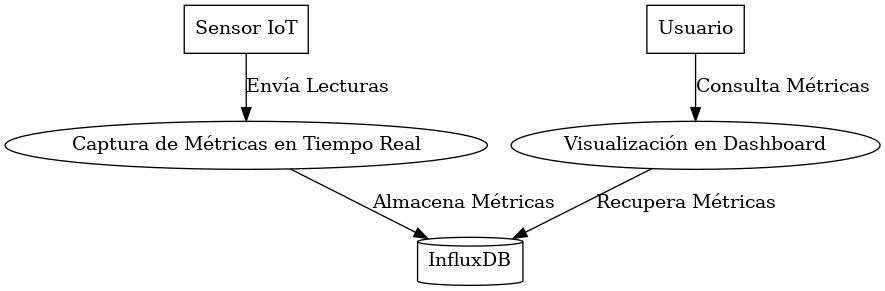 Sensor IoT
Usuario
Envía Lecturas
Consulta Métricas
Captura de Métricas en Tiempo Real
Visualización en Dashboard
Almacena Métricas
Recupera Métricas
InfluxDB